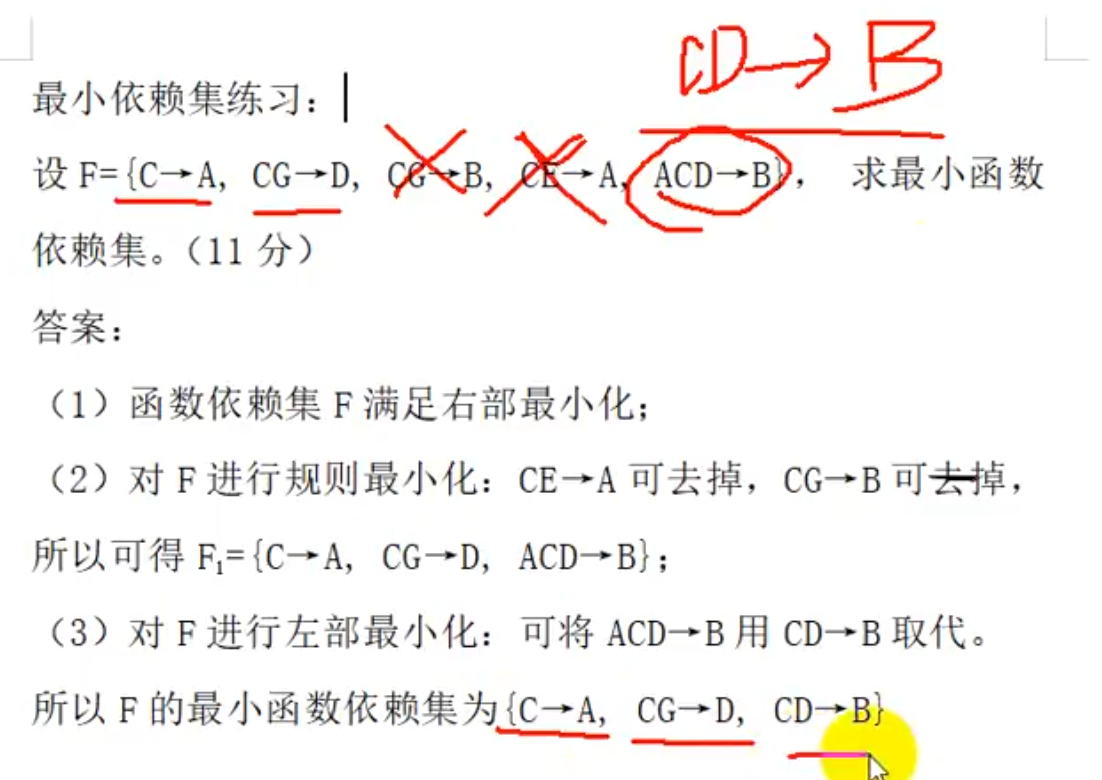 CD→B
最小依赖集练习：
设 F={C→A, CG→D, CG→B, CE→A, ACD→B}， 求最小函数
依赖集。（11 分）
答案：
（1）函数依赖集 F 满足右部最小化；
（2）对 F 进行规则最小化：CE→A 可去掉，CG→B 可去掉，
所以可得 F₁={C→A, CG→D, ACD→B}；
（3）对 F 进行左部最小化：可将 ACD→B 用 CD→B 取代。
所以 F 的最小函数依赖集为{C→A, CG→D, CD→B}